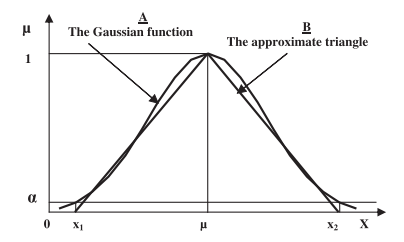 A
The Gaussian function
B
The approximate triangle
μ
1
α
0 x1 μ x2 X